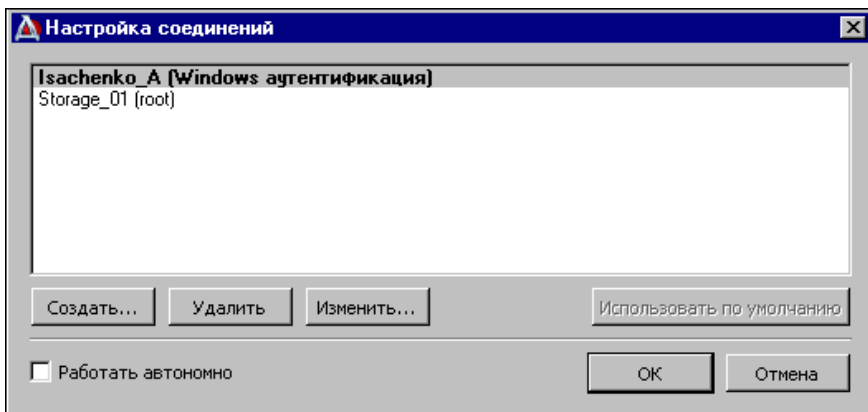 Настройка соединений
Isachenko_A (Windows аутентификация)
Storage_01 (root)
Создать...
Удалить
Изменить...
Использовать по умолчанию
Работать автономно
OK
Отмена